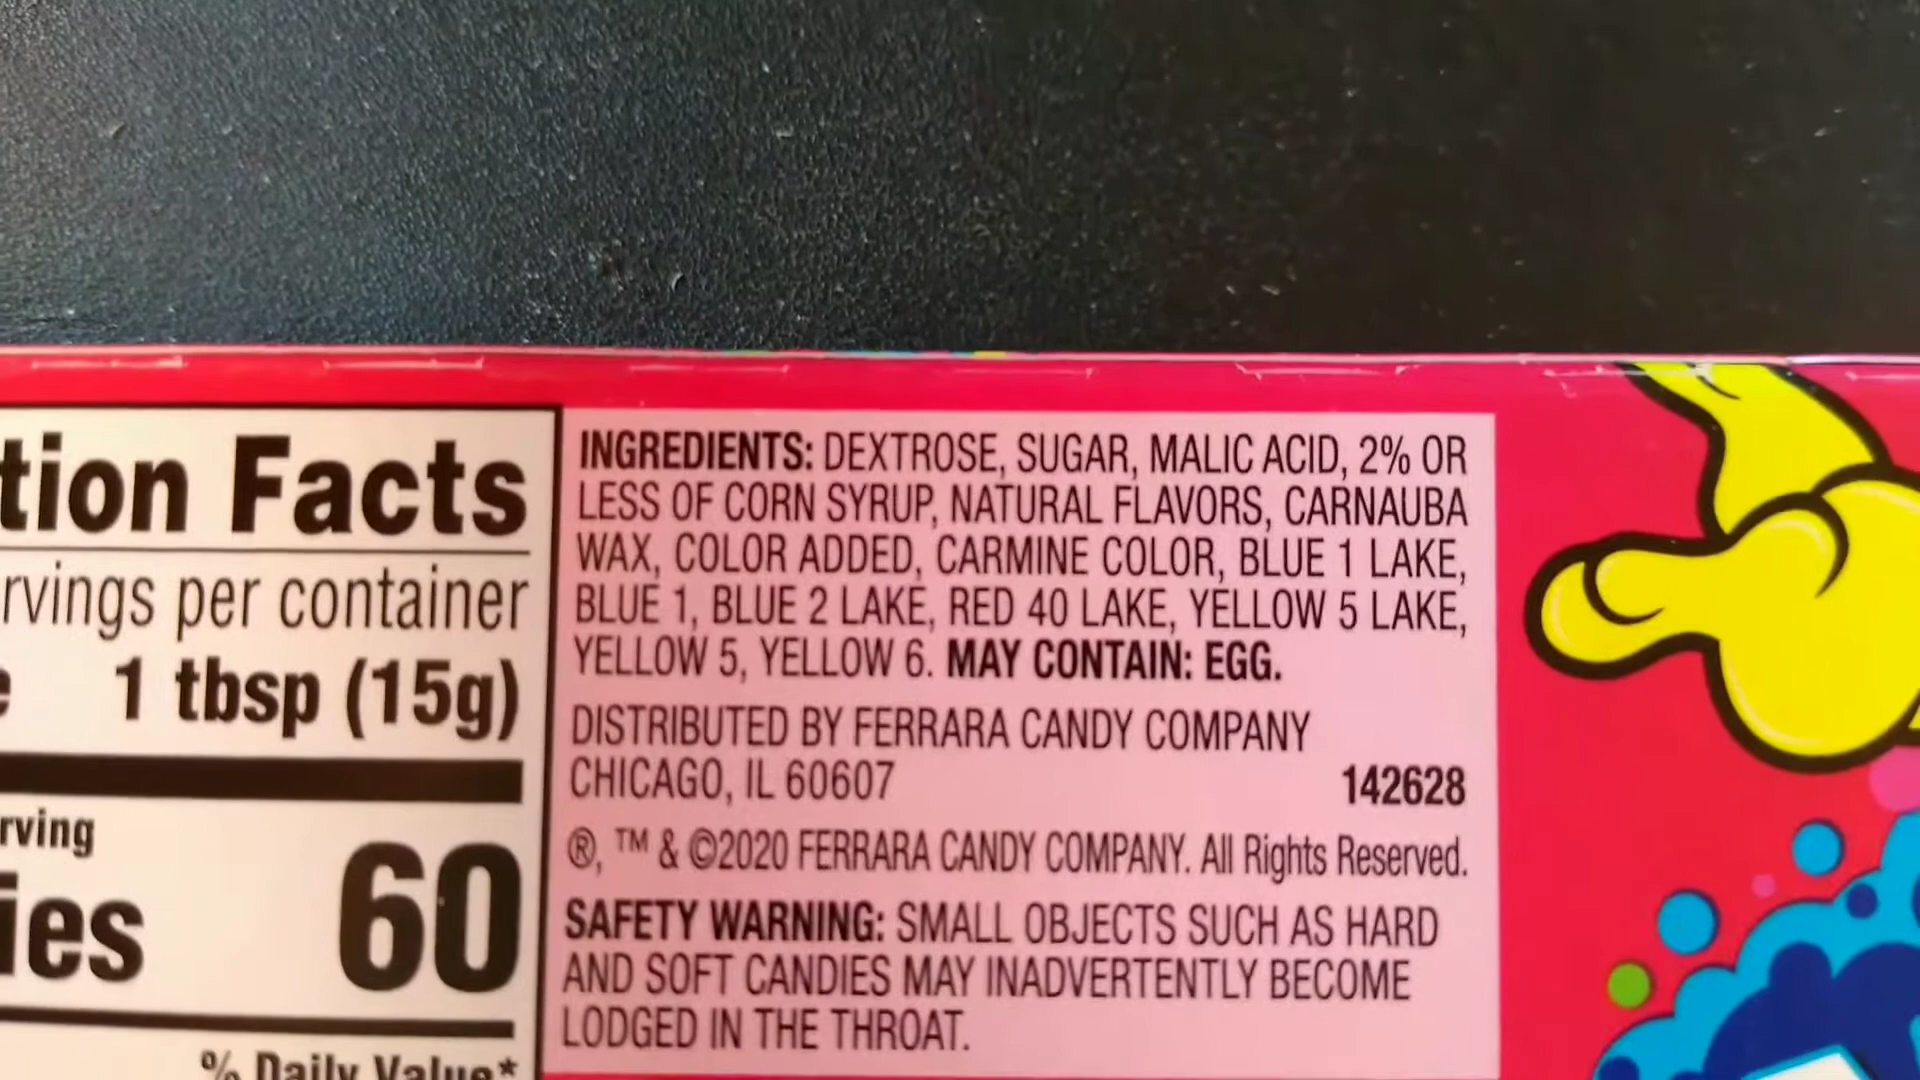 tion Facts
rvings per container
1 tbsp (15g)
rving
ies 60
% Daily Value*
INGREDIENTS: DEXTROSE, SUGAR, MALIC ACID, 2% OR
LESS OF CORN SYRUP, NATURAL FLAVORS, CARNAUBA
WAX, COLOR ADDED, CARMINE COLOR, BLUE 1 LAKE,
BLUE 1, BLUE 2 LAKE, RED 40 LAKE, YELLOW 5 LAKE,
YELLOW 5, YELLOW 6. MAY CONTAIN: EGG.
DISTRIBUTED BY FERRARA CANDY COMPANY
CHICAGO, IL 60607 142628
®, ™ & ©2020 FERRARA CANDY COMPANY. All Rights Reserved.
SAFETY WARNING: SMALL OBJECTS SUCH AS HARD
AND SOFT CANDIES MAY INADVERTENTLY BECOME
LODGED IN THE THROAT.